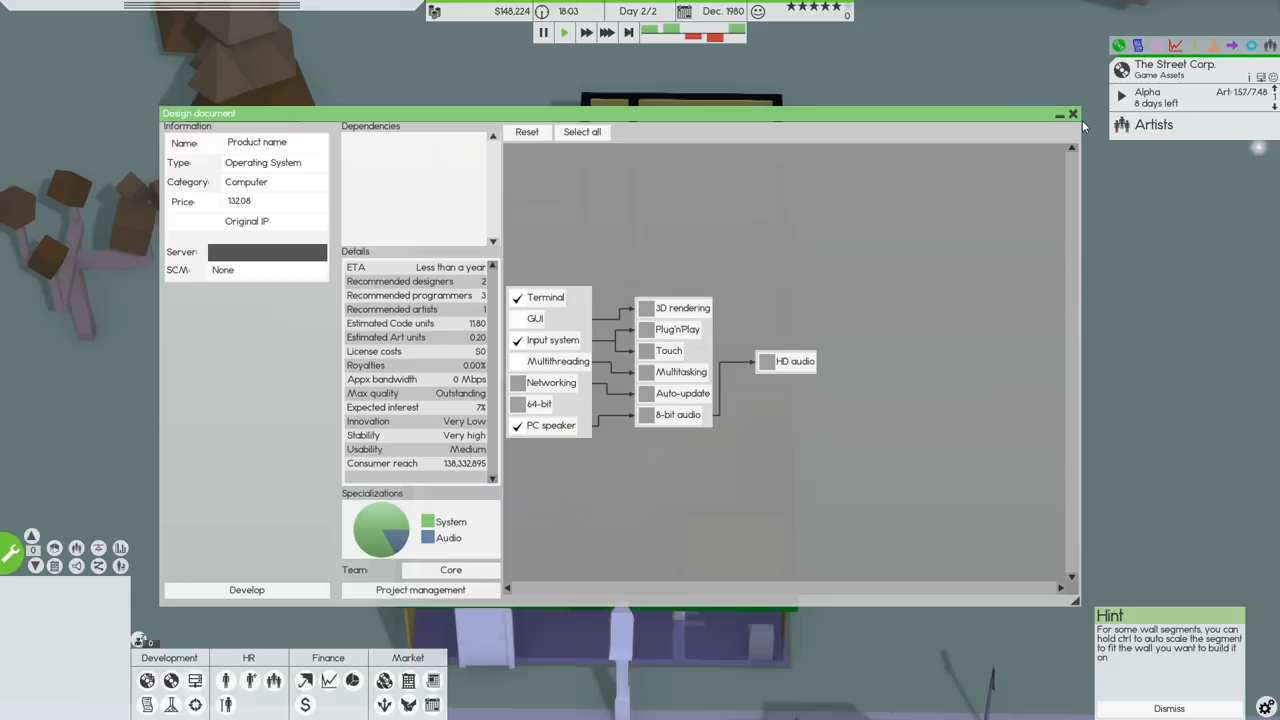 $148,224
18:03
Day 2/2
Dec. 1980
0
The Street Corp.
Game Assets
Alpha
Art: 1.57/7.48
8 days left
1
Artists
Design document
Information
Name:
Product name
Type:
Operating System
Category:
Computer
Price:
132.08
Original IP
Server:
SCM:
None
Develop
Dependencies
Details
ETA Less than a year
Recommended designers 2
Recommended programmers 3
Recommended artists 1
Estimated Code units 11.80
Estimated Art units 0.20
License costs $0
Royalties 0.00%
Appx bandwidth 0 Mbps
Max quality Outstanding
Expected interest 7%
Innovation Very Low
Stability Very high
Usability Medium
Consumer reach 138,332,895
Specializations
System
Audio
Team:
Core
Project management
Reset
Select all
Terminal
GUI
Input system
Multithreading
Networking
64-bit
PC speaker
3D rendering
Plug'n'Play
Touch
Multitasking
Auto-update
8-bit audio
HD audio
0
0
Development
HR
Finance
Market
Hint
For some wall segments, you can
hold ctrl to auto scale the segment
to fit the wall you want to build it
on
Dismiss